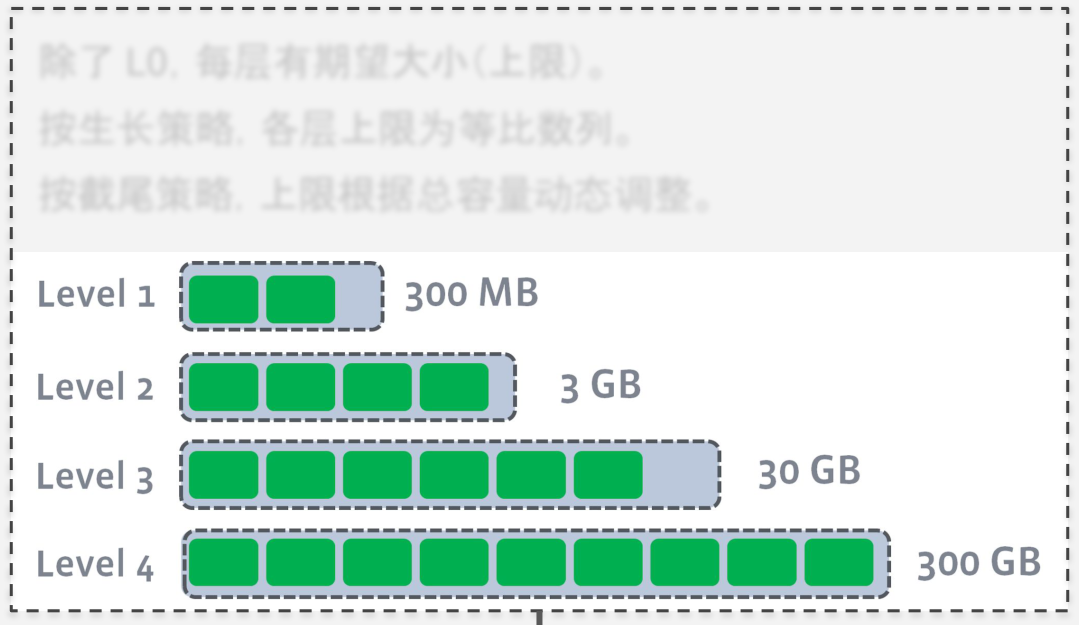 除了 L0，每层有期望大小(上限)。
按生长策略，各层上限为等比数列。
按截尾策略，上限根据总容量动态调整。
Level 1 300 MB
Level 2 3 GB
Level 3 30 GB
Level 4 300 GB